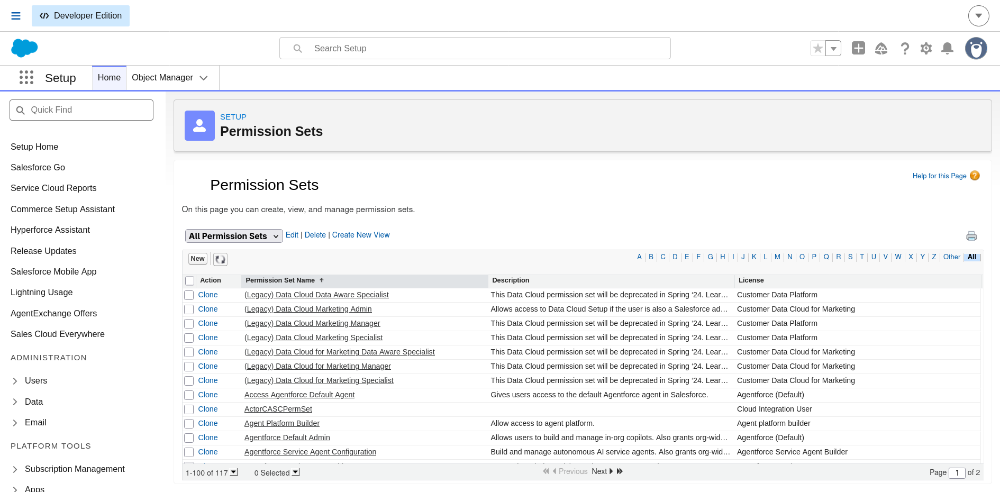 Developer Edition
Search Setup
Setup
Home
Object Manager
Quick Find
Setup Home
Salesforce Go
Service Cloud Reports
Commerce Setup Assistant
Hyperforce Assistant
Release Updates
Salesforce Mobile App
Lightning Usage
AgentExchange Offers
Sales Cloud Everywhere
ADMINISTRATION
Users
Data
Email
PLATFORM TOOLS
Subscription Management
Apps
SETUP
Permission Sets
Permission Sets
Help for this Page
On this page you can create, view, and manage permission sets.
All Permission Sets Edit | Delete | Create New View
New
A | B | C | D | E | F | G | H | I | J | K | L | M | N | O | P | Q | R | S | T | U | V | W | X | Y | Z | Other | All |
Action Permission Set Name Description License
Clone (Legacy) Data Cloud Data Aware Specialist This Data Cloud permission set will be deprecated in Spring ‘24. Lear… Customer Data Platform
Clone (Legacy) Data Cloud Marketing Admin Allows access to Data Cloud Setup if the user is also a Salesforce ad… Customer Data Cloud for Marketing
Clone (Legacy) Data Cloud Marketing Manager This Data Cloud permission set will be deprecated in Spring ‘24. Lear… Customer Data Platform
Clone (Legacy) Data Cloud Marketing Specialist This Data Cloud permission set will be deprecated in Spring ‘24. Lear… Customer Data Platform
Clone (Legacy) Data Cloud for Marketing Data Aware Specialist This Data Cloud permission set will be deprecated in Spring ‘24. Lear… Customer Data Cloud for Marketing
Clone (Legacy) Data Cloud for Marketing Manager This Data Cloud permission set will be deprecated in Spring ‘24. Lear… Customer Data Cloud for Marketing
Clone (Legacy) Data Cloud for Marketing Specialist This Data Cloud permission set will be deprecated in Spring ‘24. Lear… Customer Data Cloud for Marketing
Clone Access Agentforce Default Agent Gives users access to the default Agentforce agent in Salesforce. Agentforce (Default)
Clone ActorCASCPermSet Cloud Integration User
Clone Agent Platform Builder Allow access to agent platform. Agent platform builder
Clone Agentforce Default Admin Allows users to build and manage in-org copilots. Also grants org-wid… Agentforce (Default)
Clone Agentforce Service Agent Configuration Build and manage autonomous AI service agents. Also grants org-wid… Agentforce Service Agent Builder
1-100 of 117 0 Selected Previous Next Page 1 of 2